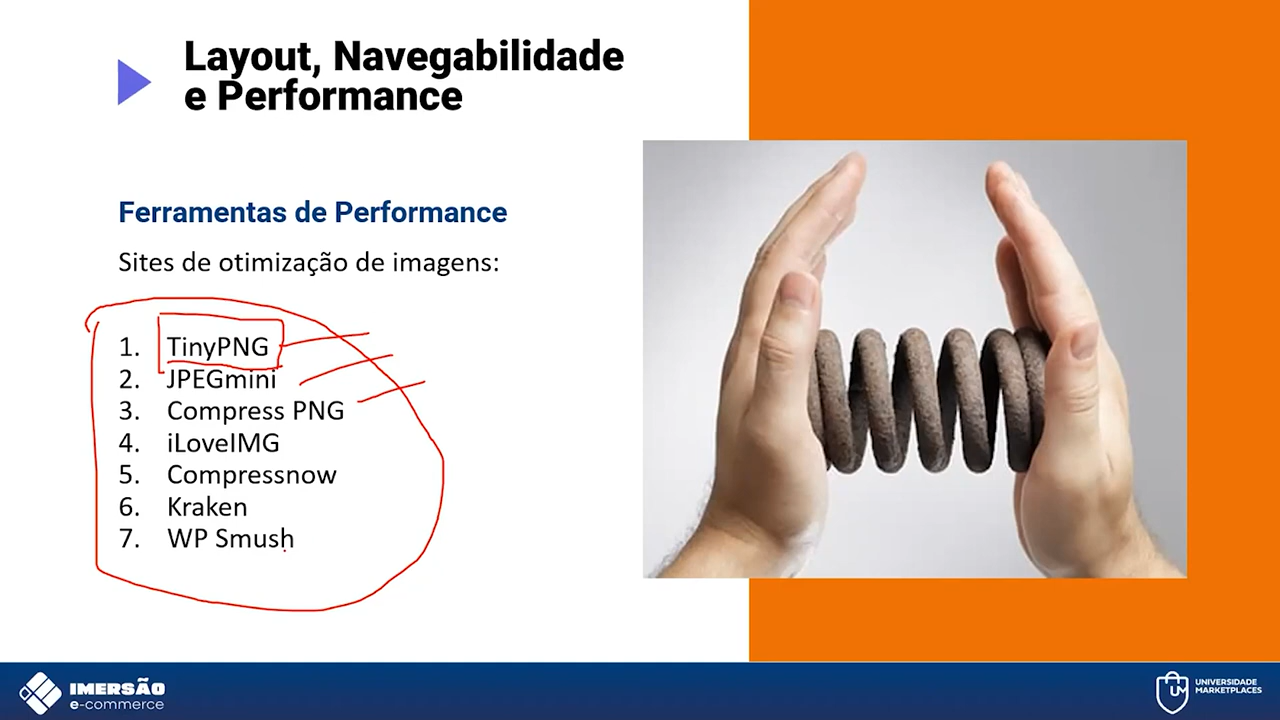 Layout, Navegabilidade
e Performance
Ferramentas de Performance
Sites de otimização de imagens:
1. TinyPNG
2. JPEGmini
3. Compress PNG
4. iLoveIMG
5. Compressnow
6. Kraken
7. WP Smush
IMERSÃO
e-commerce
UM
UNIVERSIDADE
MARKETPLACES